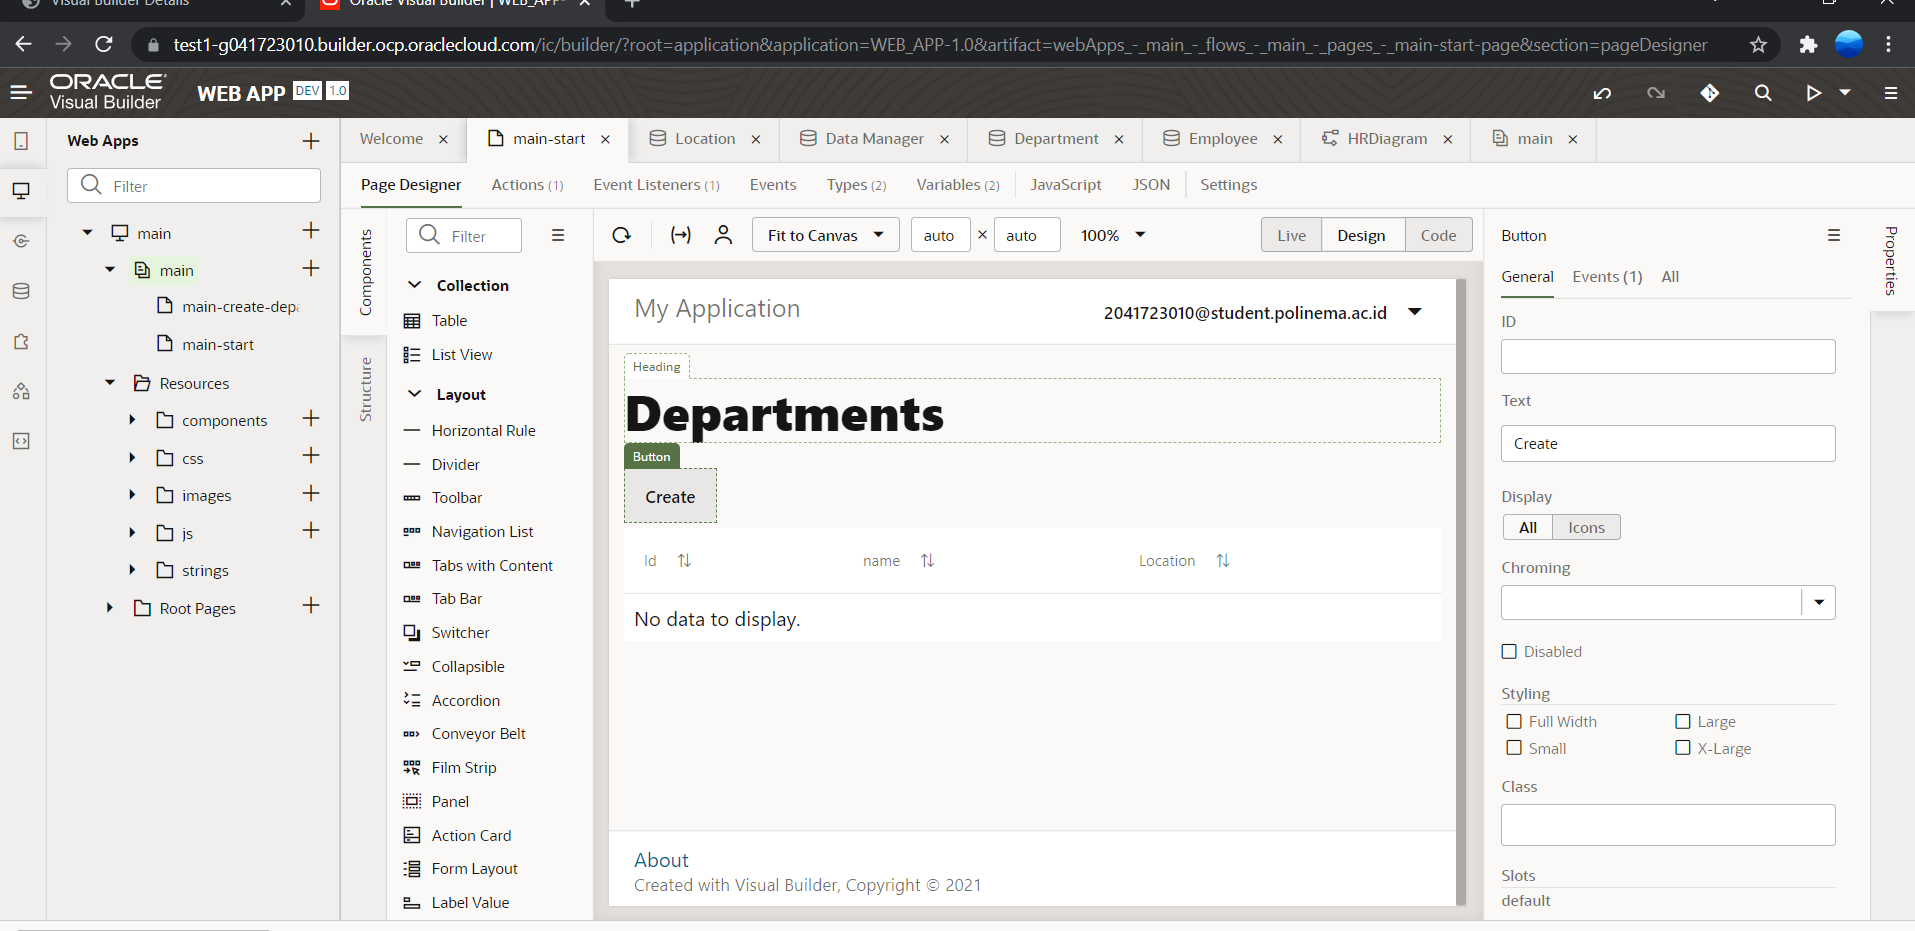 Visual Builder Details
Oracle Visual Builder | WEB_APP-
test1-g041723010.builder.ocp.oraclecloud.com/ic/builder/?root=application&application=WEB_APP-1.0&artifact=webApps_-_main_-_flows_-_main_-_pages_-_main-start-page&section=pageDesigner
ORACLE
Visual Builder
WEB APP DEV 1.0
Web Apps
Filter
main
main
main-create-depa
main-start
Resources
components
css
images
js
strings
Root Pages
Welcome
main-start
Location
Data Manager
Department
Employee
HRDiagram
main
Page Designer
Actions (1)
Event Listeners (1)
Events
Types (2)
Variables (2)
JavaScript
JSON
Settings
Components
Structure
Filter
Collection
Table
List View
Layout
Horizontal Rule
Divider
Toolbar
Navigation List
Tabs with Content
Tab Bar
Switcher
Collapsible
Accordion
Conveyor Belt
Film Strip
Panel
Action Card
Form Layout
Label Value
Fit to Canvas
auto × auto
100%
Live
Design
Code
My Application
2041723010@student.polinema.ac.id
Heading
Departments
Button
Create
Id
name
Location
No data to display.
About
Created with Visual Builder, Copyright © 2021
Button
General
Events (1)
All
ID
Text
Create
Display
All
Icons
Chroming
Disabled
Styling
Full Width
Large
Small
X-Large
Class
Slots
default
Properties